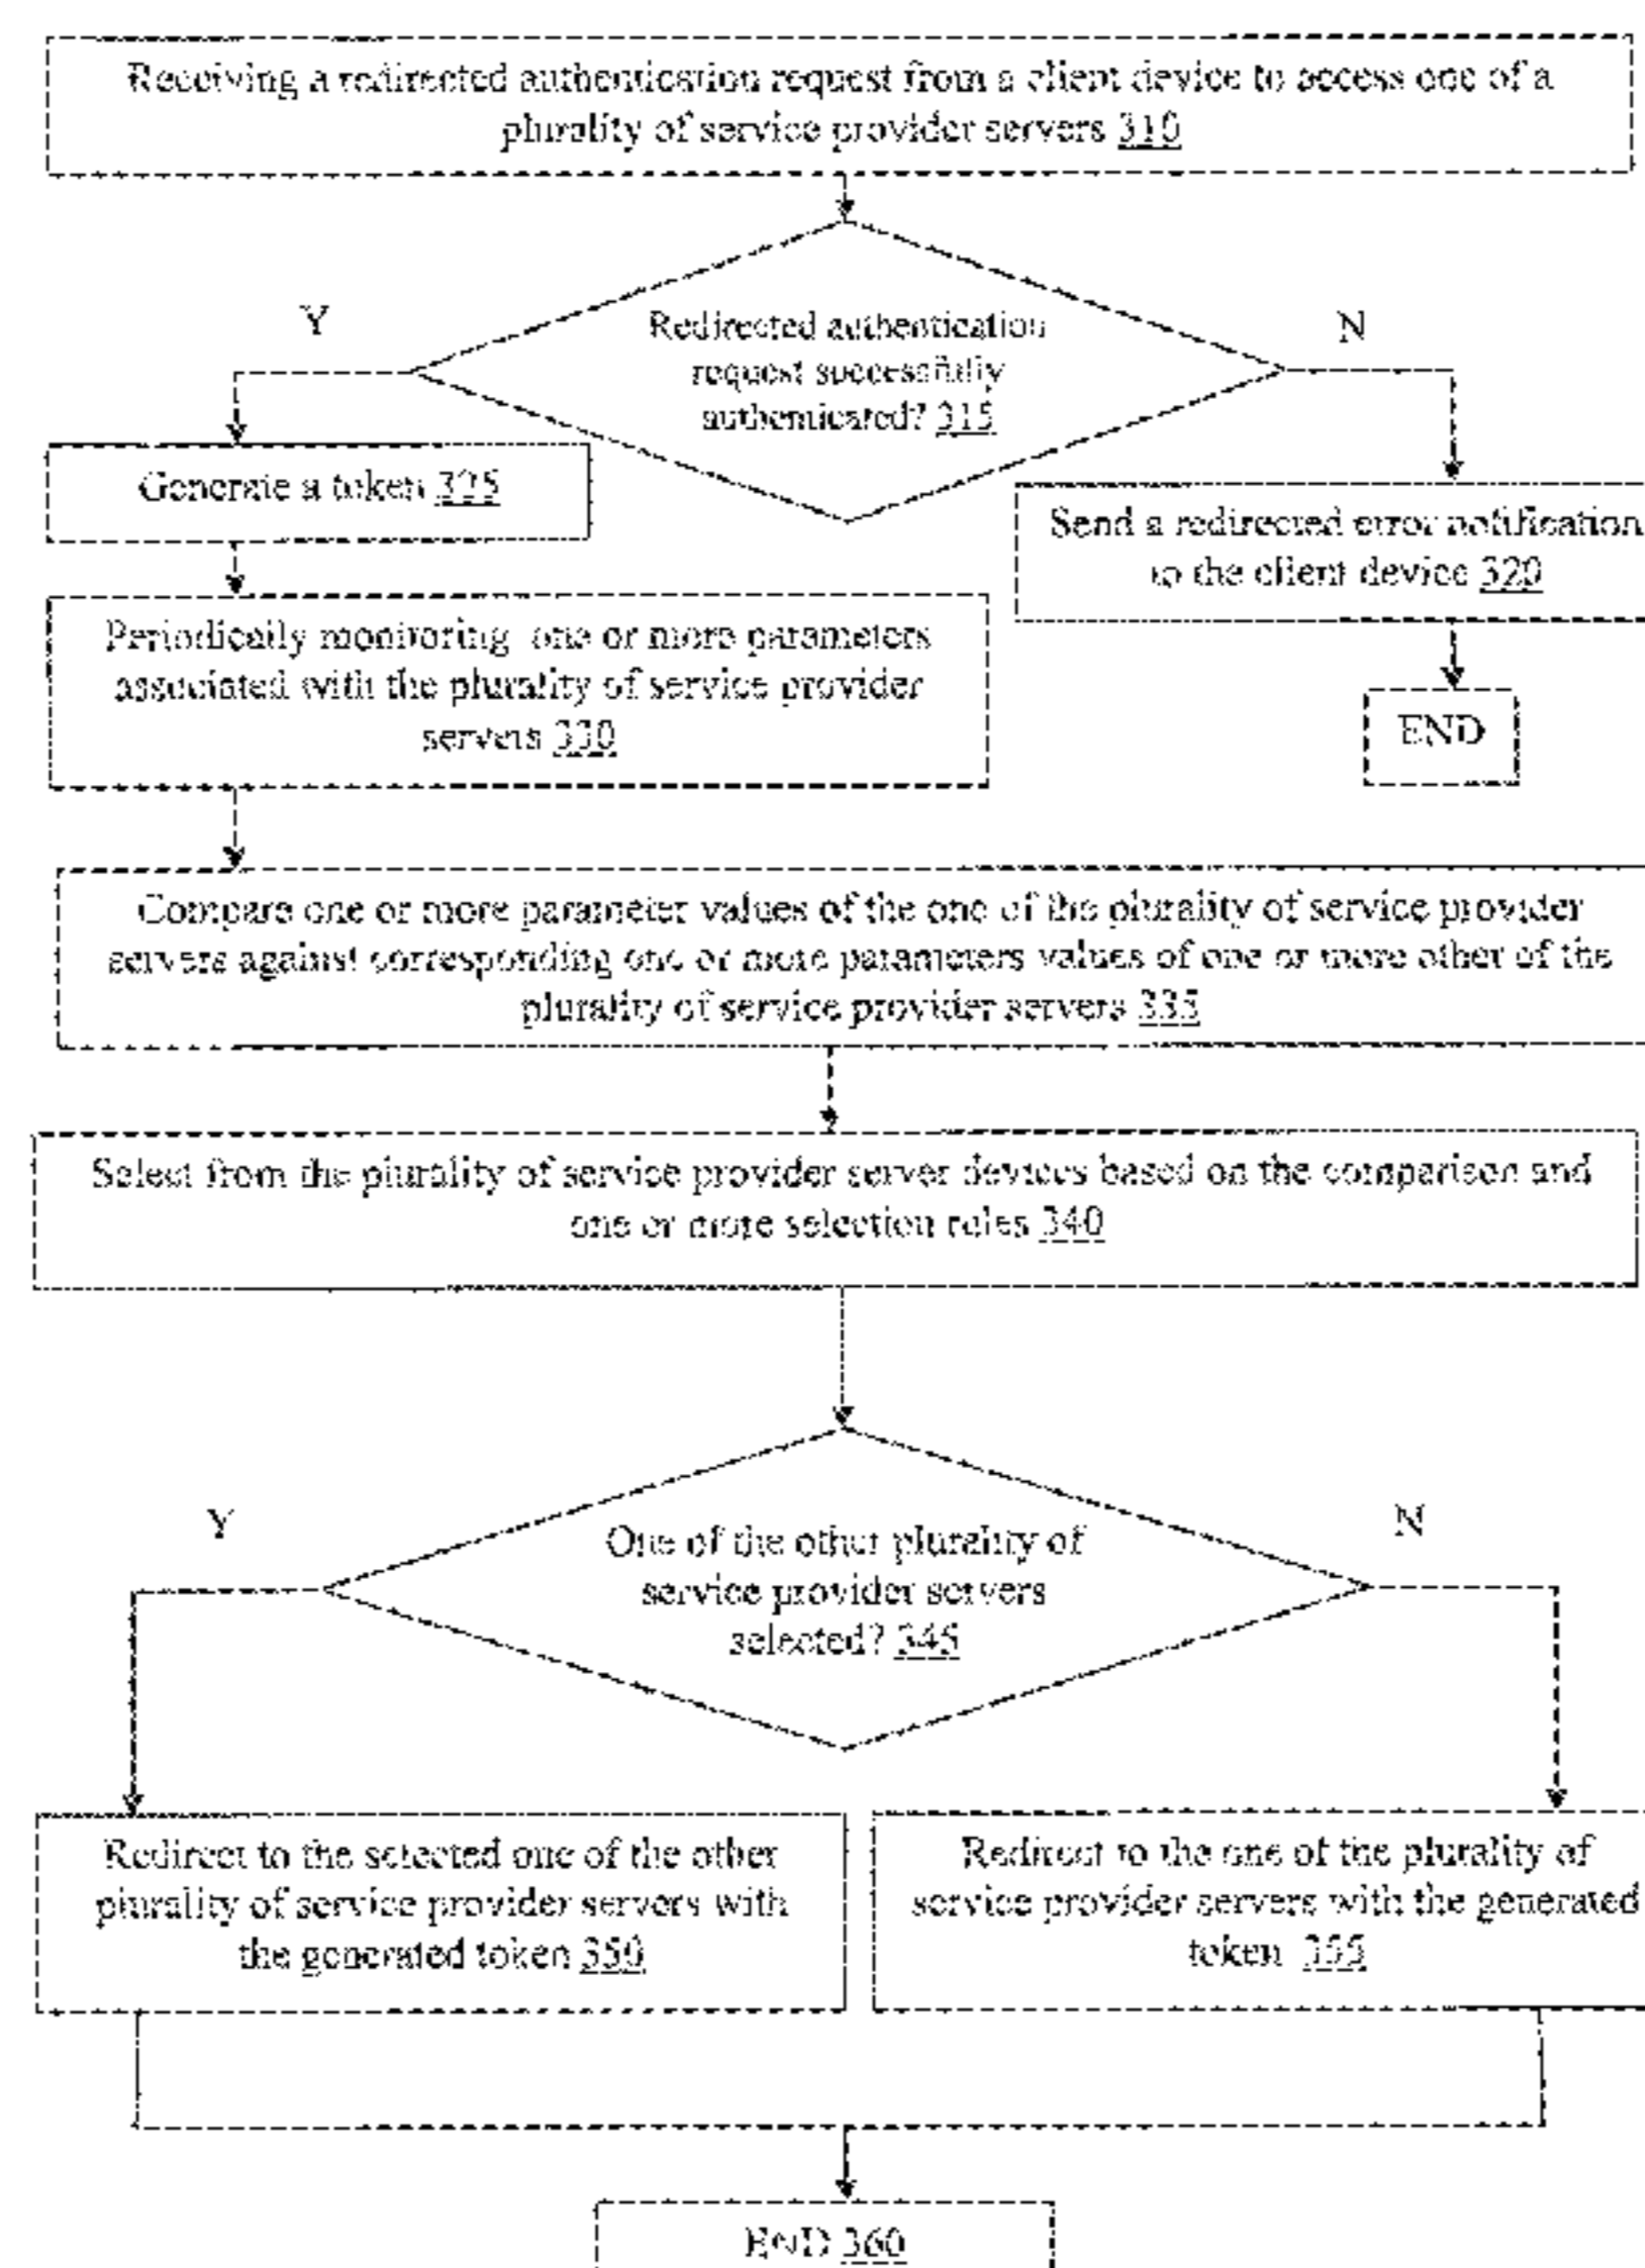 Receiving a redirected authentication request from a client device to access one of a
plurality of service provider servers 310
Y
N
Redirected authentication
request successfully
authenticated? 315
Generate a token 325
Send a redirected error notification
to the client device 320
Periodically monitoring one or more parameters
associated with the plurality of service provider
servers 330
END
Compare one or more parameter values of the one of the plurality of service provider
servers against corresponding one or more parameters values of one or more other of the
plurality of service provider servers 335
Select from the plurality of service provider server devices based on the comparison and
one or more selection rules 340
Y
N
One of the other plurality of
service provider servers
selected? 345
Redirect to the selected one of the other
plurality of service provider servers with
the generated token 350
Redirect to the one of the plurality of
service provider servers with the generated
token 355
END 360